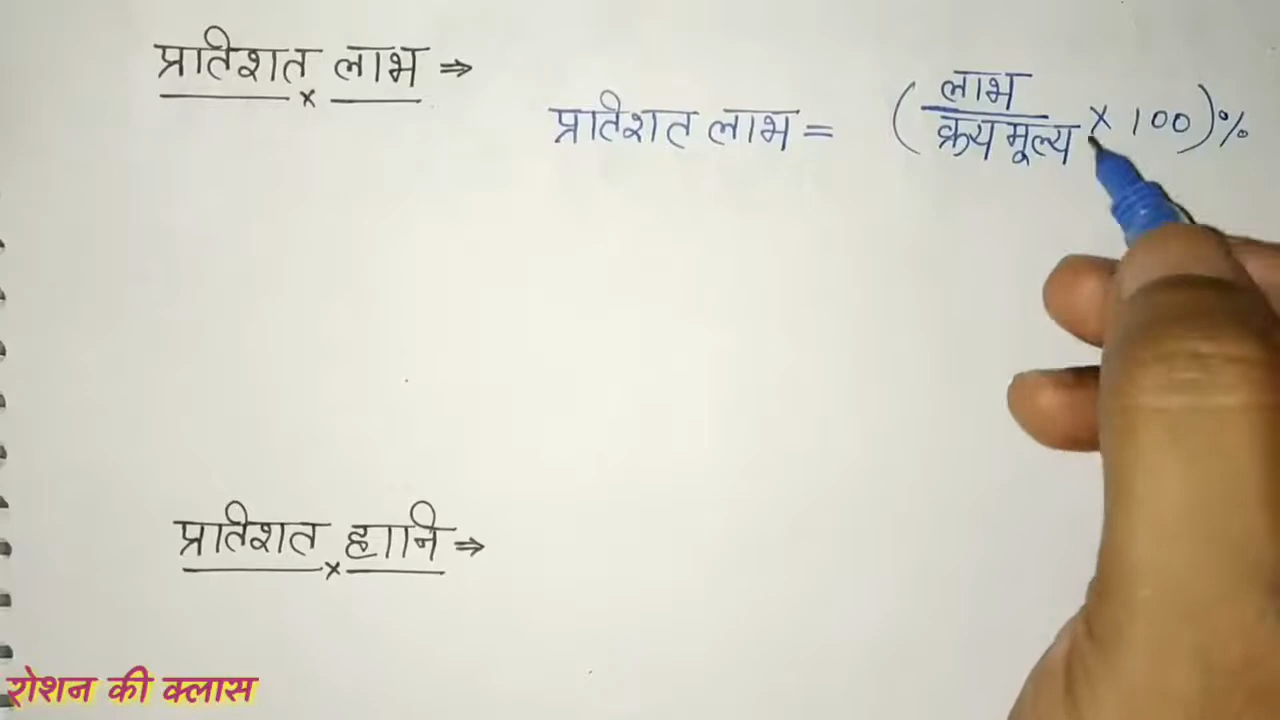 प्रतिशत लाभ ⇒
प्रतिशत लाभ = (लाभ / क्रय मूल्य × 100)%
प्रतिशत हानि ⇒
रोशन की क्लास